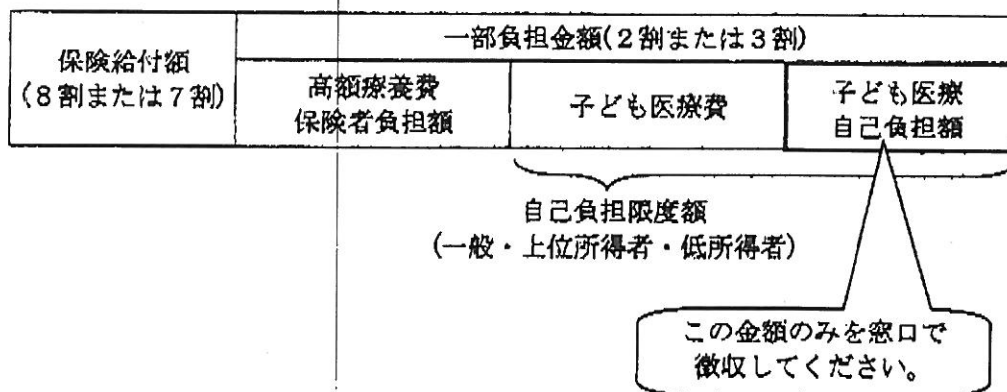 保険給付額
(8割または7割)
一部負担金額(2割または3割)
高額療養費
保険者負担額
子ども医療費
子ども医療
自己負担額
自己負担限度額
(一般・上位所得者・低所得者)
この金額のみを窓口で
徴収してください。